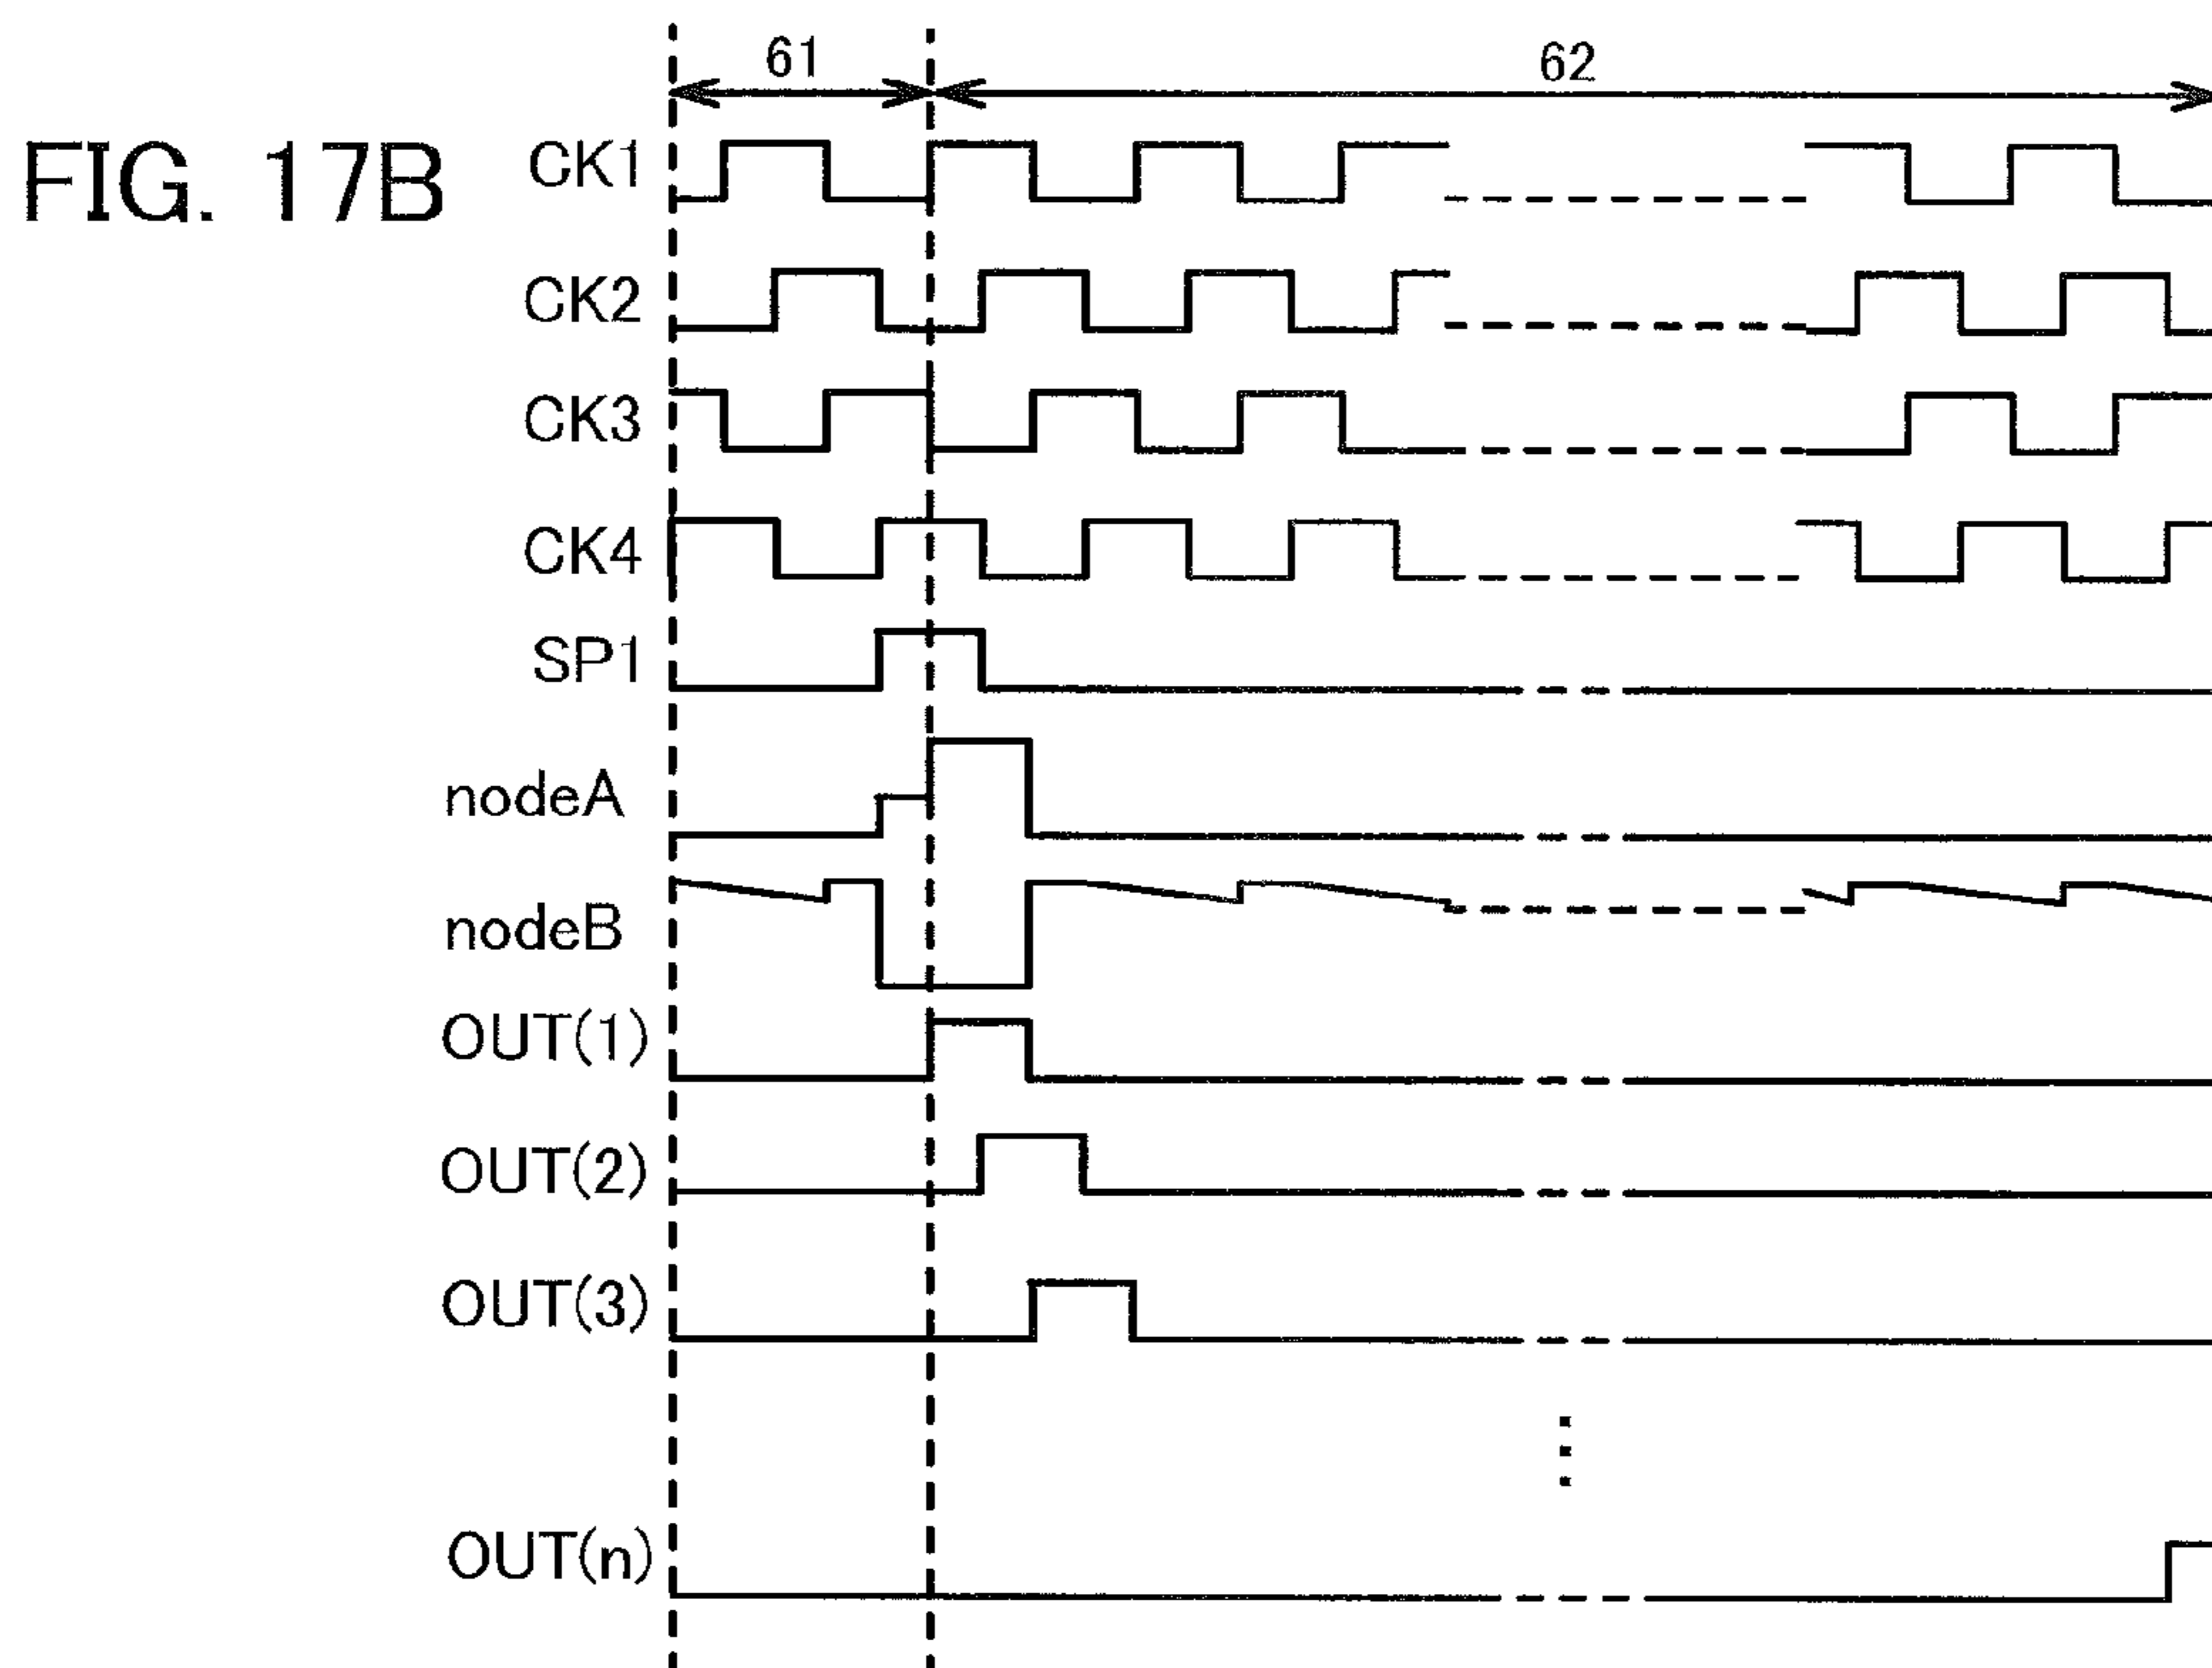 61
62
FIG. 17B
CK1
CK2
CK3
CK4
SP1
nodeA
nodeB
OUT(1)
OUT(2)
OUT(3)
OUT(n)